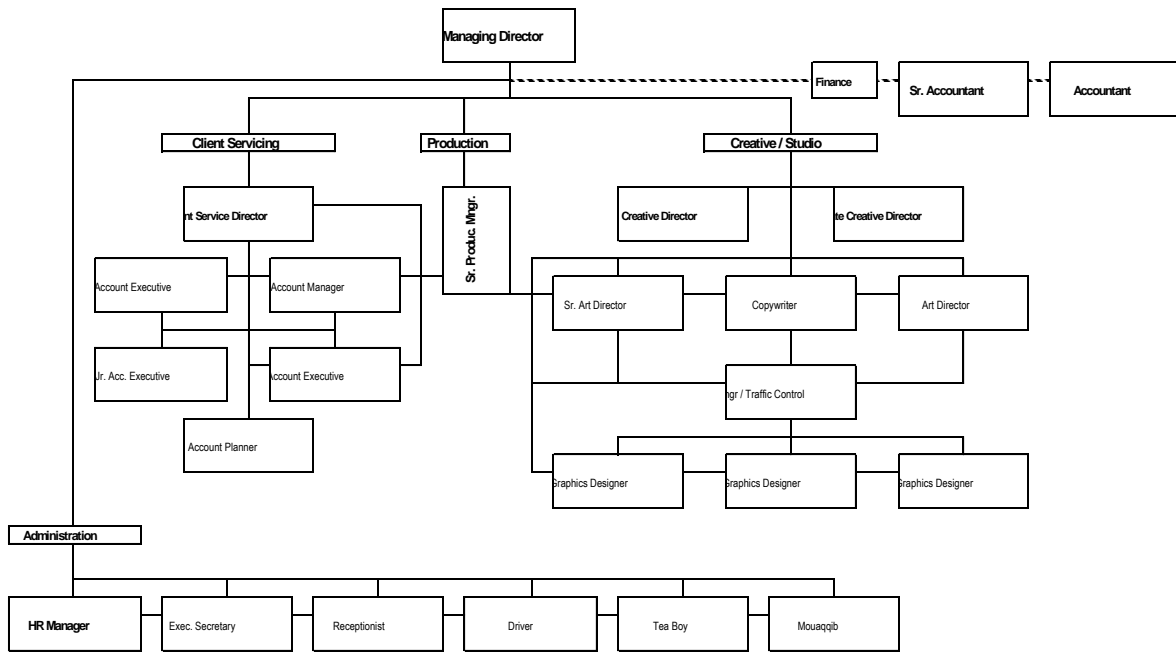 Managing Director
Finance
Sr. Accountant
Accountant
Client Servicing
Production
Creative / Studio
nt Service Director
Sr. Produc. Mngr.
Creative Director
te Creative Director
Account Executive
Account Manager
Sr. Art Director
Copywriter
Art Director
Jr. Acc. Executive
Account Executive
ngr / Traffic Control
Account Planner
Graphics Designer
Graphics Designer
Graphics Designer
Administration
HR Manager
Exec. Secretary
Receptionist
Driver
Tea Boy
Mouaqqib